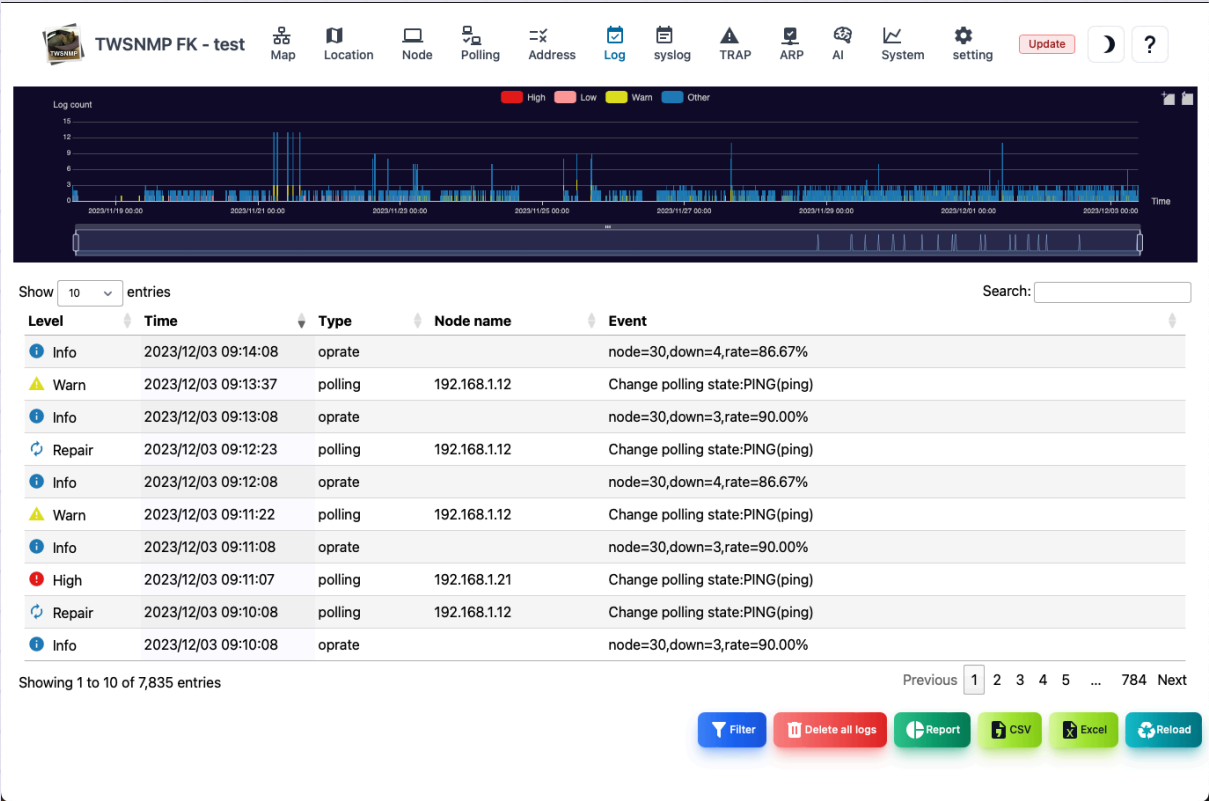 TWSNMP
TWSNMP FK - test
Map Location Node Polling Address Log syslog TRAP ARP AI System setting
Update
?
High Low Warn Other
Log count
15
12
9
6
3
0
2023/11/19 00:00 2023/11/21 00:00 2023/11/23 00:00 2023/11/25 00:00 2023/11/27 00:00 2023/11/29 00:00 2023/12/01 00:00 2023/12/03 00:00
Time
Show 10 entries Search:
Level Time Type Node name Event
Info 2023/12/03 09:14:08 oprate node=30,down=4,rate=86.67%
Warn 2023/12/03 09:13:37 polling 192.168.1.12 Change polling state:PING(ping)
Info 2023/12/03 09:13:08 oprate node=30,down=3,rate=90.00%
Repair 2023/12/03 09:12:23 polling 192.168.1.12 Change polling state:PING(ping)
Info 2023/12/03 09:12:08 oprate node=30,down=4,rate=86.67%
Warn 2023/12/03 09:11:22 polling 192.168.1.12 Change polling state:PING(ping)
Info 2023/12/03 09:11:08 oprate node=30,down=3,rate=90.00%
High 2023/12/03 09:11:07 polling 192.168.1.21 Change polling state:PING(ping)
Repair 2023/12/03 09:10:08 polling 192.168.1.12 Change polling state:PING(ping)
Info 2023/12/03 09:10:08 oprate node=30,down=3,rate=90.00%
Showing 1 to 10 of 7,835 entries Previous 1 2 3 4 5 ... 784 Next
Filter Delete all logs Report CSV Excel Reload